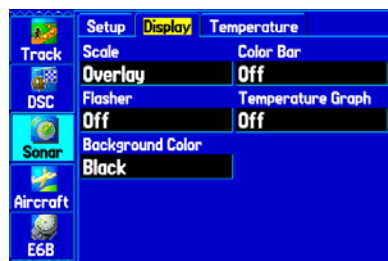 Setup Display Temperature
Track
DSC
Sonar
Aircraft
E6B
Scale Color Bar
Overlay Off
Flasher Temperature Graph
Off Off
Background Color
Black